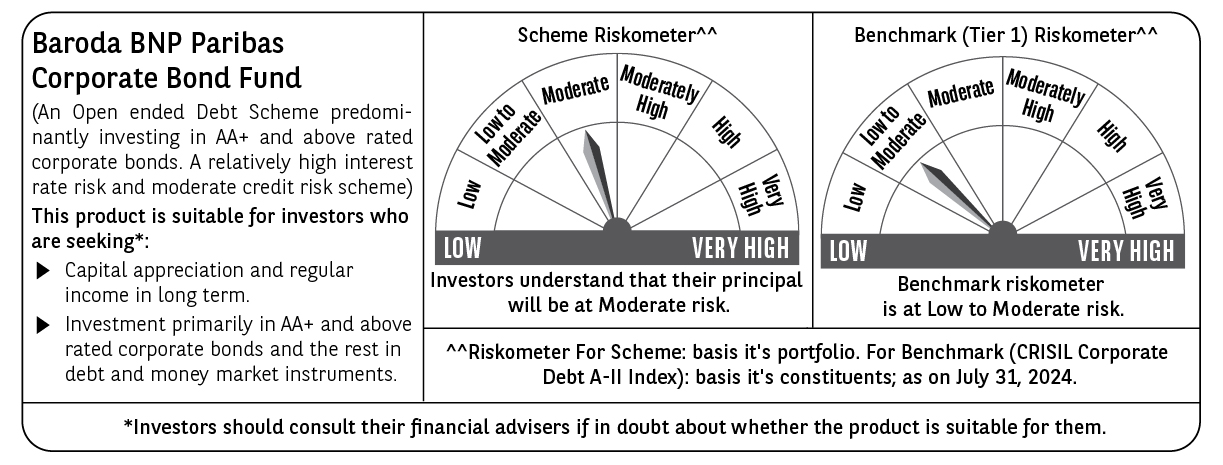 Baroda BNP Paribas
Corporate Bond Fund
(An Open ended Debt Scheme predomi-
nantly investing in AA+ and above rated
corporate bonds. A relatively high interest
rate risk and moderate credit risk scheme)
This product is suitable for investors who
are seeking*:
▶ Capital appreciation and regular
income in long term.
▶ Investment primarily in AA+ and above
rated corporate bonds and the rest in
debt and money market instruments.
Scheme Riskometer^^
Low
Low to
Moderate
Moderate
Moderately
High
High
Very
High
LOW VERY HIGH
Investors understand that their principal
will be at Moderate risk.
Benchmark (Tier 1) Riskometer^^
Low
Low to
Moderate
Moderate
Moderately
High
High
Very
High
LOW VERY HIGH
Benchmark riskometer
is at Low to Moderate risk.
^^Riskometer For Scheme: basis it's portfolio. For Benchmark (CRISIL Corporate
Debt A-II Index): basis it's constituents; as on July 31, 2024.
*Investors should consult their financial advisers if in doubt about whether the product is suitable for them.